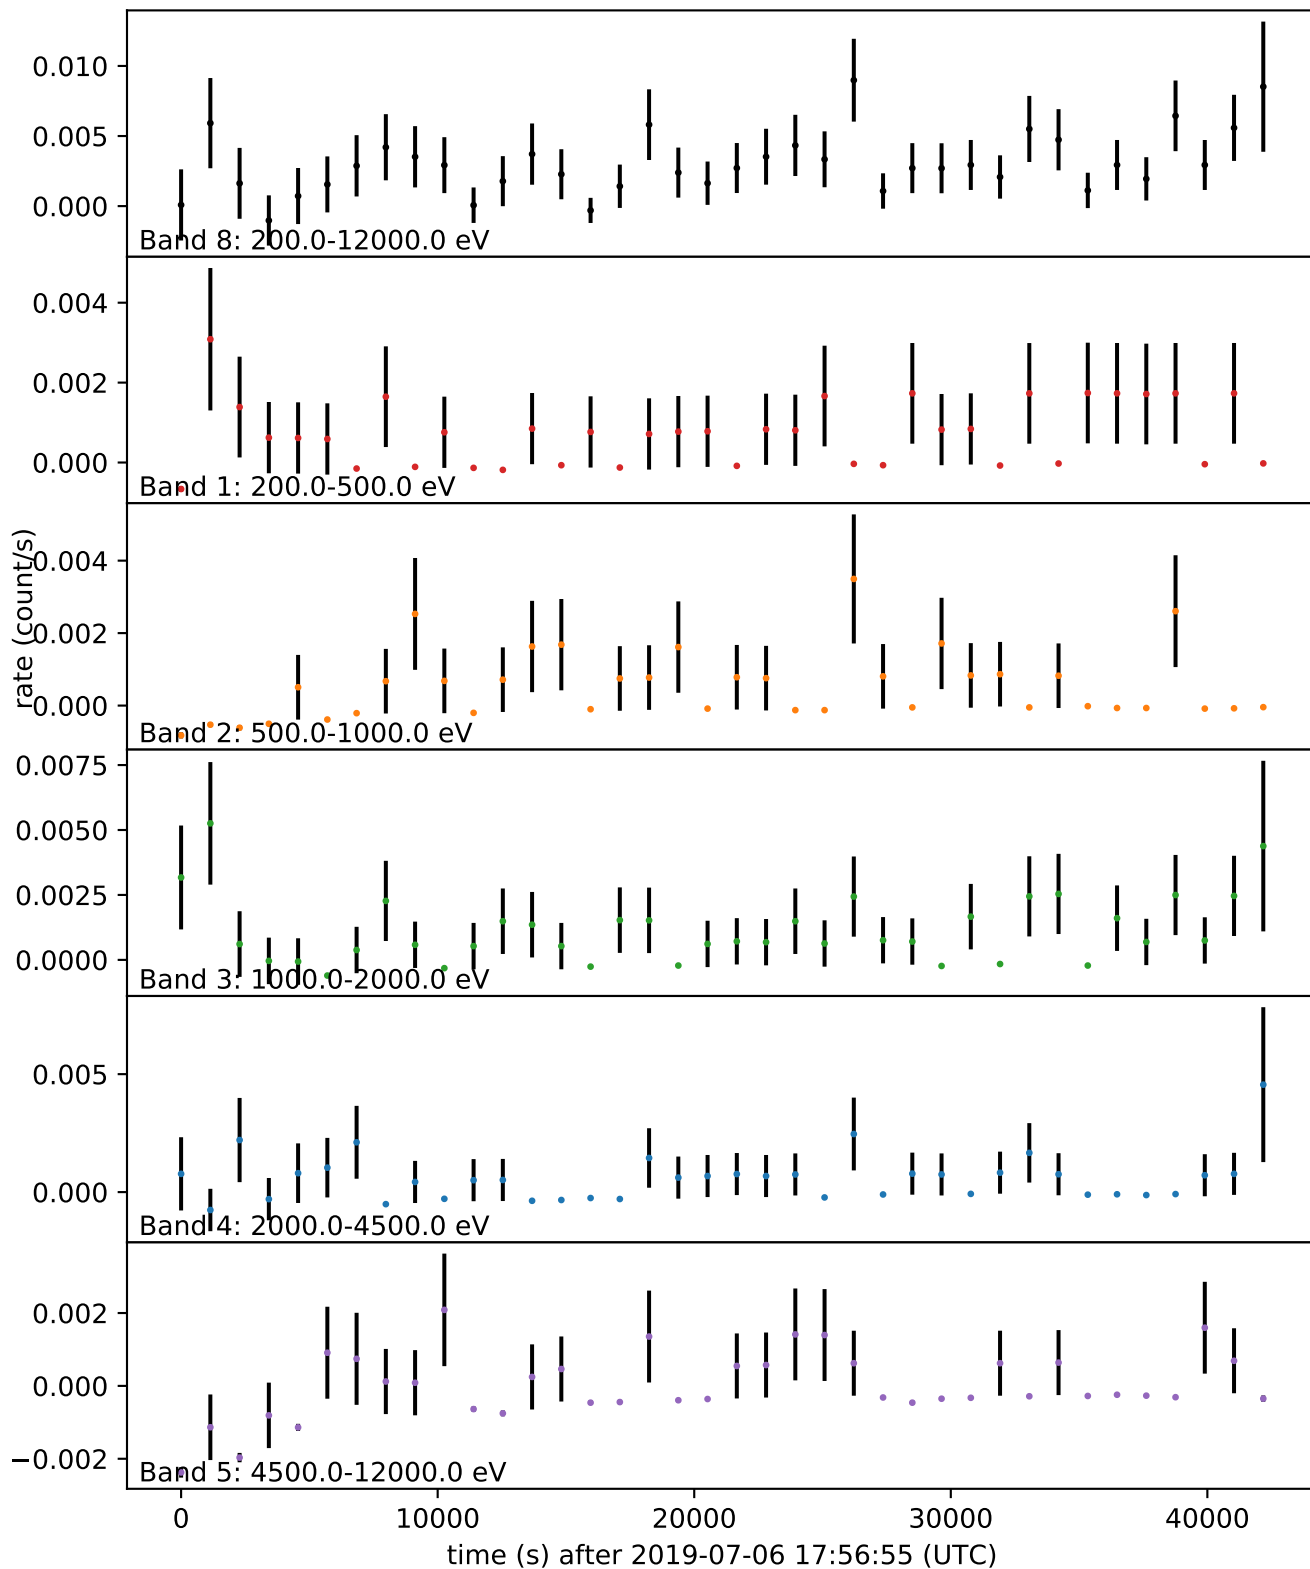 0.010
0.005
0.000
Band 8: 200.0-12000.0 eV
0.004
0.002
0.000
Band 1: 200.0-500.0 eV
rate (count/s)
0.004
0.002
0.000
Band 2: 500.0-1000.0 eV
0.0075
0.0050
0.0025
0.0000
Band 3: 1000.0-2000.0 eV
0.005
0.000
Band 4: 2000.0-4500.0 eV
0.002
0.000
−0.002
Band 5: 4500.0-12000.0 eV
0 10000 20000 30000 40000
time (s) after 2019-07-06 17:56:55 (UTC)